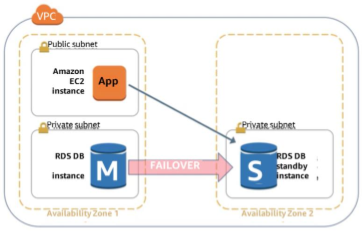 VPC
Public subnet
Amazon
EC2
instance
App
Private subnet
RDS DB
instance
M
FAILOVER
Private subnet
S
RDS DB
standby
instance
Availability Zone 1
Availability Zone 2